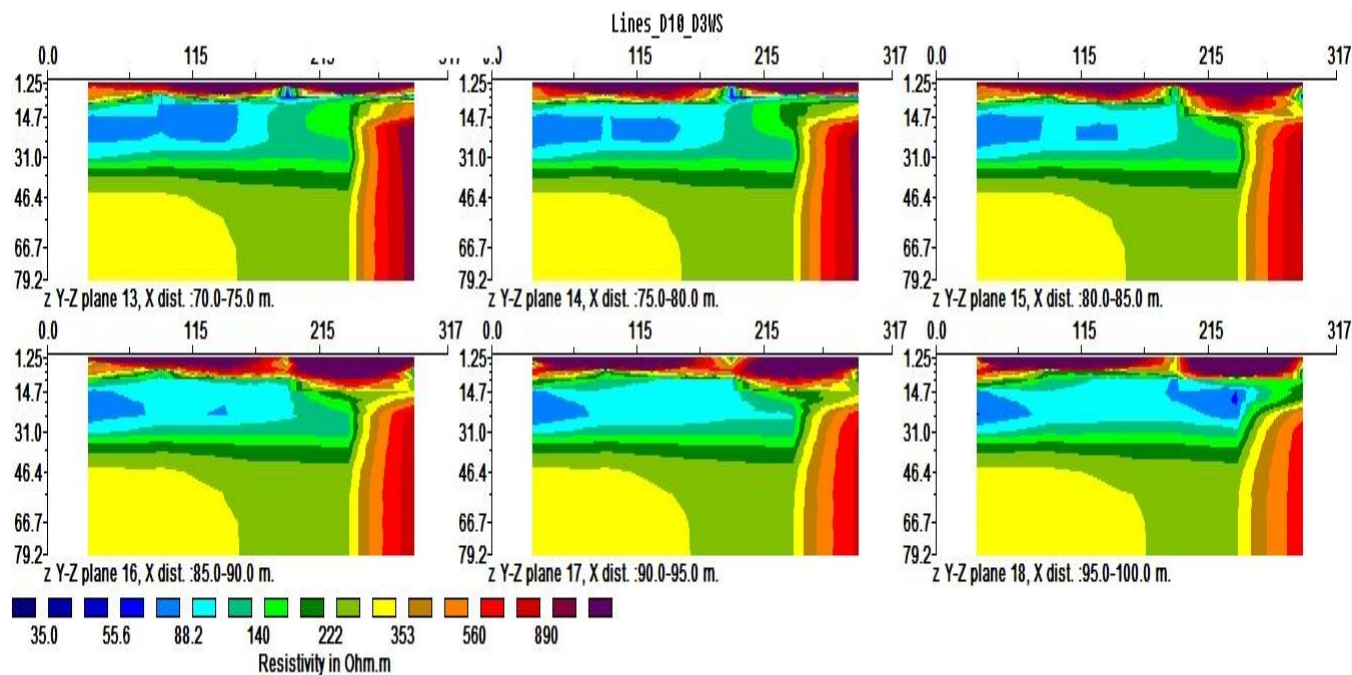 Lines_D10_D3WS
0.0 115 215 317
0.0 115 215 317
0.0 115 215 317
1.25 14.7 31.0 46.4 66.7 79.2
1.25 14.7 31.0 46.4 66.7 79.2
1.25 14.7 31.0 46.4 66.7 79.2
z Y-Z plane 13, X dist. :70.0-75.0 m.
z Y-Z plane 14, X dist. :75.0-80.0 m.
z Y-Z plane 15, X dist. :80.0-85.0 m.
0.0 115 215 317
0.0 115 215 317
0.0 115 215 317
1.25 14.7 31.0 46.4 66.7 79.2
1.25 14.7 31.0 46.4 66.7 79.2
1.25 14.7 31.0 46.4 66.7 79.2
z Y-Z plane 16, X dist. :85.0-90.0 m.
z Y-Z plane 17, X dist. :90.0-95.0 m.
z Y-Z plane 18, X dist. :95.0-100.0 m.
35.0 55.6 88.2 140 222 353 560 890
Resistivity in Ohm.m